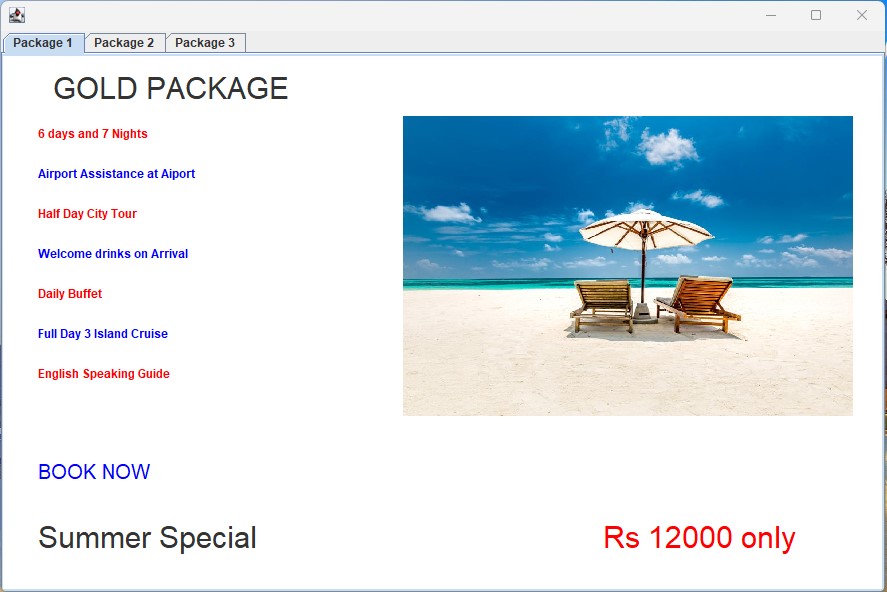 Package 1 Package 2 Package 3
GOLD PACKAGE
6 days and 7 Nights
Airport Assistance at Aiport
Half Day City Tour
Welcome drinks on Arrival
Daily Buffet
Full Day 3 Island Cruise
English Speaking Guide
BOOK NOW
Summer Special Rs 12000 only